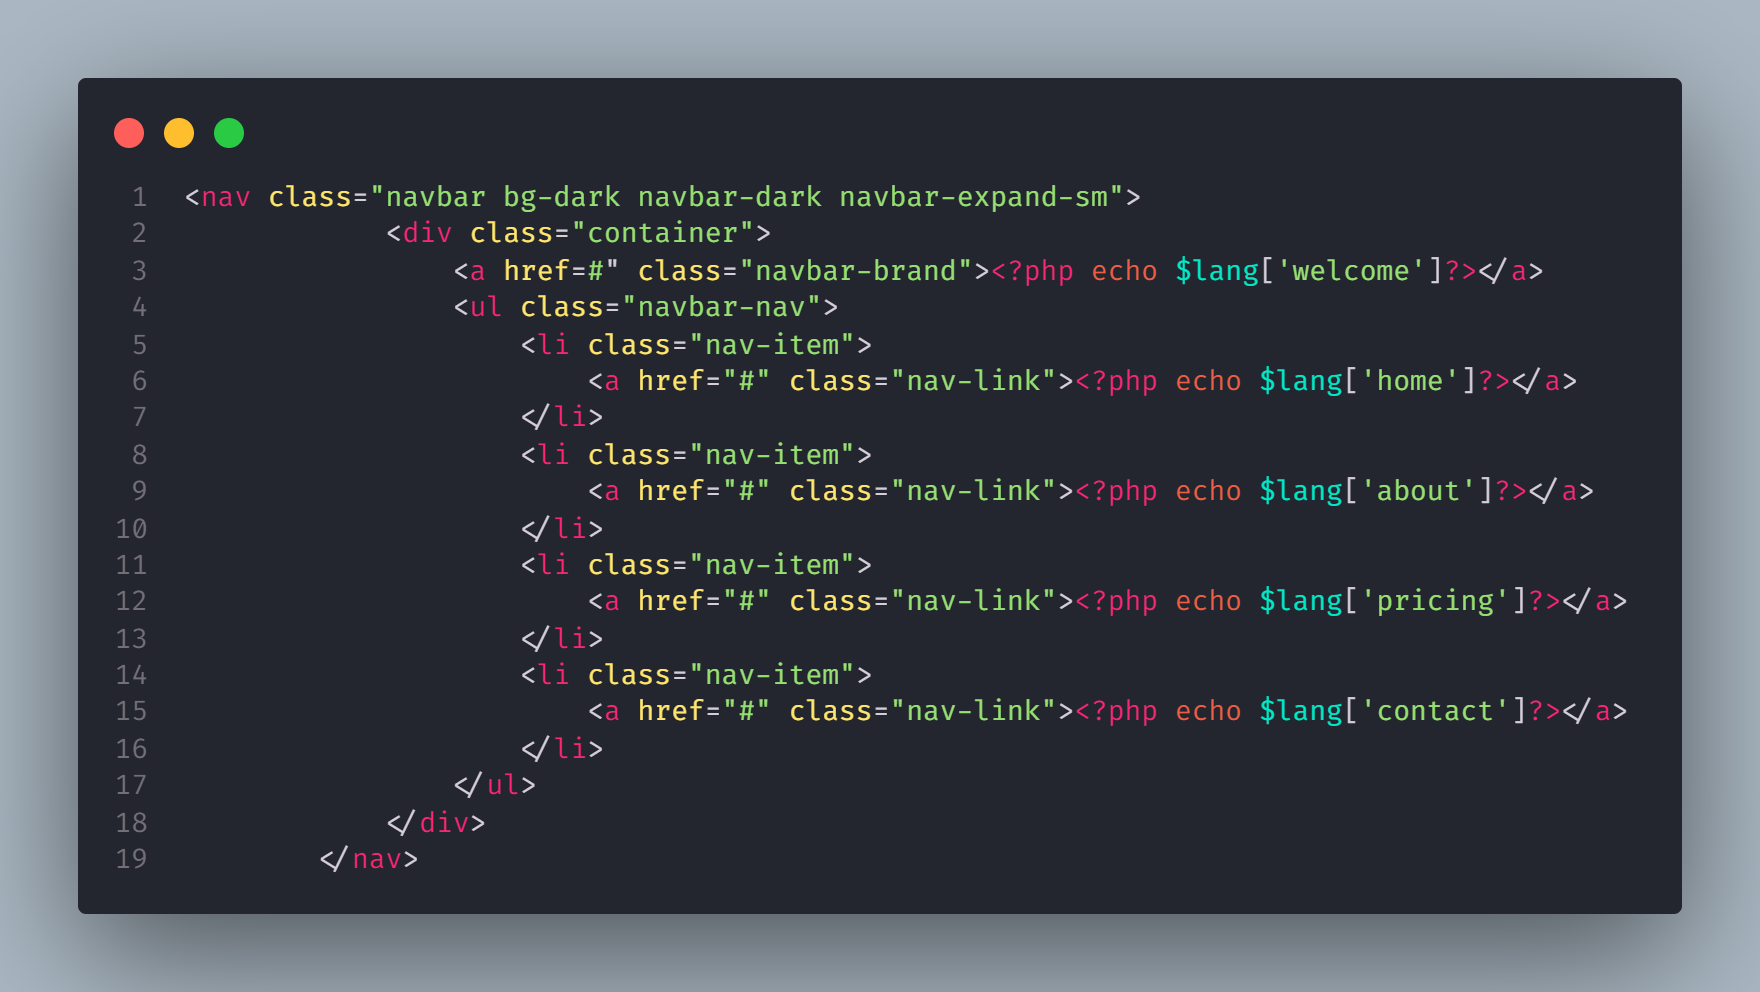 1 <nav class="navbar bg-dark navbar-dark navbar-expand-sm">
2             <div class="container">
3                 <a href=#" class="navbar-brand"><?php echo $lang['welcome']?></a>
4                 <ul class="navbar-nav">
5                     <li class="nav-item">
6                         <a href="#" class="nav-link"><?php echo $lang['home']?></a>
7                     </li>
8                     <li class="nav-item">
9                         <a href="#" class="nav-link"><?php echo $lang['about']?></a>
10                     </li>
11                     <li class="nav-item">
12                         <a href="#" class="nav-link"><?php echo $lang['pricing']?></a>
13                     </li>
14                     <li class="nav-item">
15                         <a href="#" class="nav-link"><?php echo $lang['contact']?></a>
16                     </li>
17                 </ul>
18             </div>
19         </nav>